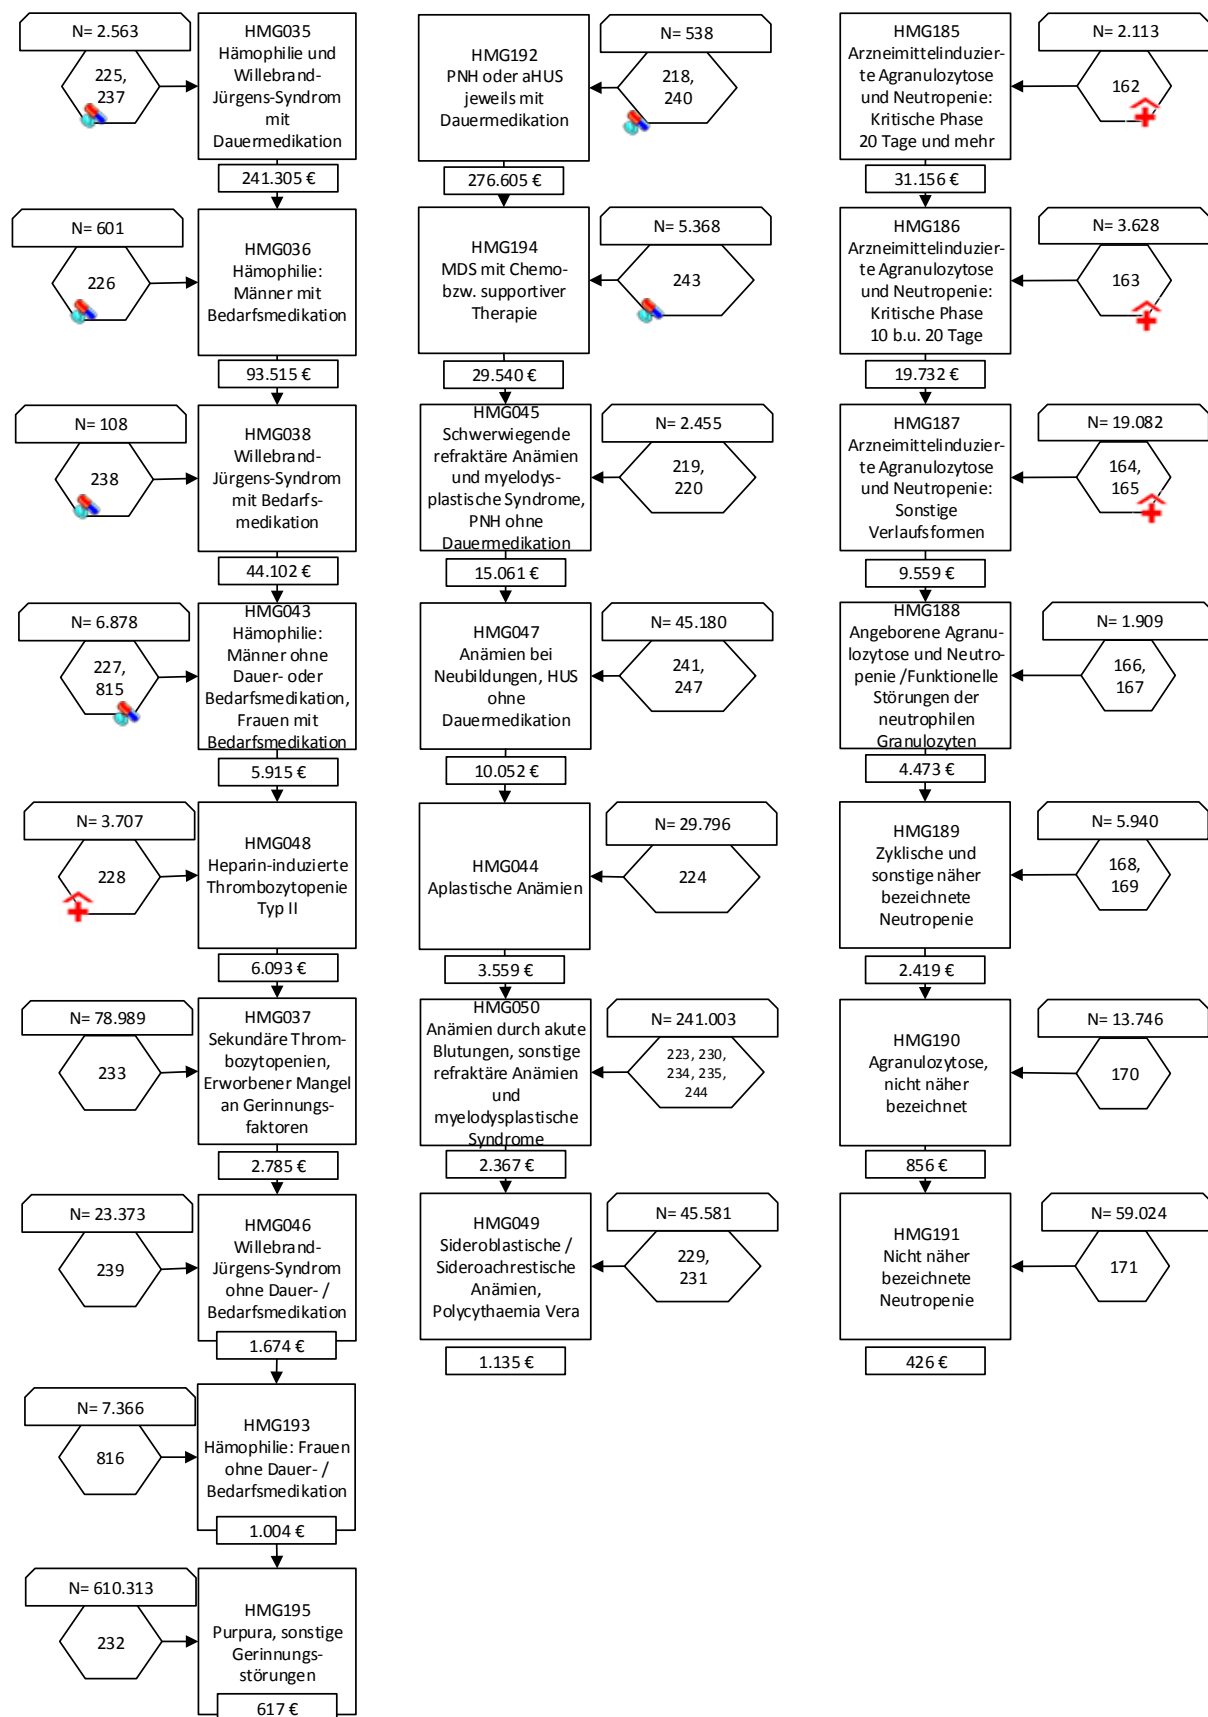 N= 2.563
225,
237
HMG035
Hämophilie und
Willebrand-
Jürgens-Syndrom
mit
Dauermedikation
241.305 €
N= 601
226
HMG036
Hämophilie:
Männer mit
Bedarfsmedikation
93.515 €
N= 108
238
HMG038
Willebrand-
Jürgens-Syndrom
mit Bedarfs-
medikation
44.102 €
N= 6.878
227,
815
HMG043
Hämophilie:
Männer ohne
Dauer- oder
Bedarfsmedikation,
Frauen mit
Bedarfsmedikation
5.915 €
N= 3.707
228
HMG048
Heparin-induzierte
Thrombozytopenie
Typ II
6.093 €
N= 78.989
233
HMG037
Sekundäre Throm-
bozytopenien,
Erworbener Mangel
an Gerinnungs-
faktoren
2.785 €
N= 23.373
239
HMG046
Willebrand-
Jürgens-Syndrom
ohne Dauer- /
Bedarfsmedikation
1.674 €
N= 7.366
816
HMG193
Hämophilie: Frauen
ohne Dauer- /
Bedarfsmedikation
1.004 €
N= 610.313
232
HMG195
Purpura, sonstige
Gerinnungs-
störungen
617 €
HMG192
PNH oder aHUS
jeweils mit
Dauermedikation
N= 538
218,
240
276.605 €
HMG194
MDS mit Chemo-
bzw. supportiver
Therapie
N= 5.368
243
29.540 €
HMG045
Schwerwiegende
refraktäre Anämien
und myelodys-
plastische Syndrome,
PNH ohne
Dauermedikation
N= 2.455
219,
220
15.061 €
HMG047
Anämien bei
Neubildungen, HUS
ohne
Dauermedikation
N= 45.180
241,
247
10.052 €
HMG044
Aplastische Anämien
N= 29.796
224
3.559 €
HMG050
Anämien durch akute
Blutungen, sonstige
refraktäre Anämien
und
myelodysplastische
Syndrome
N= 241.003
223, 230,
234, 235,
244
2.367 €
HMG049
Sideroblastische /
Sideroachrestische
Anämien,
Polycythaemia Vera
N= 45.581
229,
231
1.135 €
HMG185
Arzneimittelinduzier-
te Agranulozytose
und Neutropenie:
Kritische Phase
20 Tage und mehr
N= 2.113
162
31.156 €
HMG186
Arzneimittelinduzier-
te Agranulozytose
und Neutropenie:
Kritische Phase
10 b.u. 20 Tage
N= 3.628
163
19.732 €
HMG187
Arzneimittelinduzier-
te Agranulozytose
und Neutropenie:
Sonstige
Verlaufsformen
N= 19.082
164,
165
9.559 €
HMG188
Angeborene Agranu-
lozytose und Neutro-
penie /Funktionelle
Störungen der
neutrophilen
Granulozyten
N= 1.909
166,
167
4.473 €
HMG189
Zyklische und
sonstige näher
bezeichnete
Neutropenie
N= 5.940
168,
169
2.419 €
HMG190
Agranulozytose,
nicht näher
bezeichnet
N= 13.746
170
856 €
HMG191
Nicht näher
bezeichnete
Neutropenie
N= 59.024
171
426 €